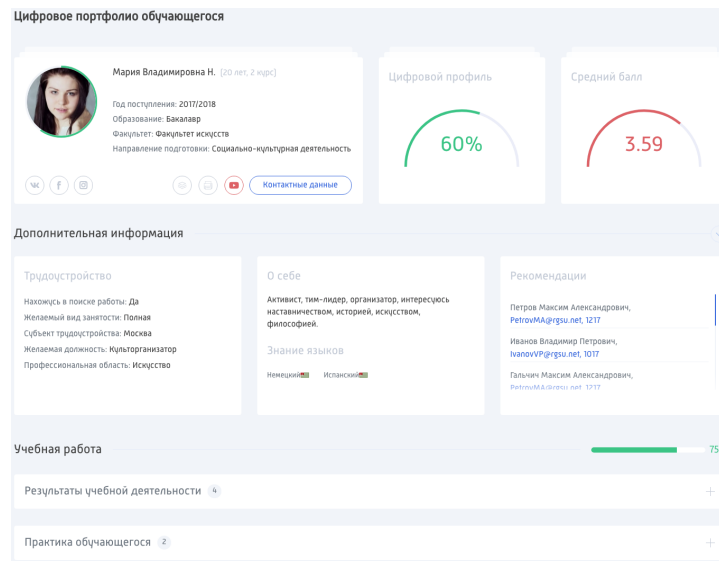 Цифровое портфолио обучающегося
Мария Владимировна Н. (20 лет, 2 курс)
Год поступления: 2017/2018
Образование: Бакалавр
Факультет: Факультет искусств
Направление подготовки: Социально-культурная деятельность
Контактные данные
Цифровой профиль
60%
Средний балл
3.59
Дополнительная информация
Трудоустройство
Нахожусь в поиске работы: Да
Желаемый вид занятости: Полная
Субъект трудоустройства: Москва
Желаемая должность: Культорганизатор
Профессиональная область: Искусство
О себе
Активист, тим-лидер, организатор, интересуюсь
наставничеством, историей, искусством,
философией.
Знание языков
Немецкий Испанский
Рекомендации
Петров Максим Александрович,
PetrovMA@rgsu.net, 1217
Иванов Владимир Петрович,
IvanovVP@rgsu.net, 1017
Гальчич Максим Александрович,
PetrovMA@rgsu.net, 1217
Учебная работа
75
Результаты учебной деятельности 4
Практика обучающегося 2